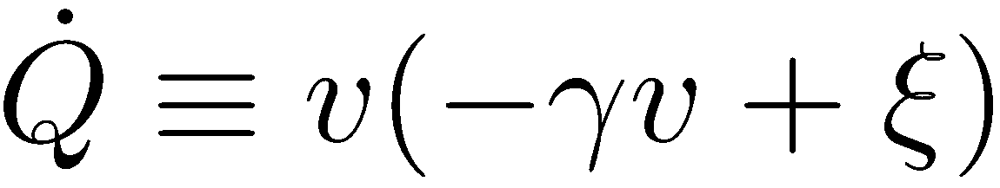 $\dot{Q} \equiv v(-\gamma v + \xi)$